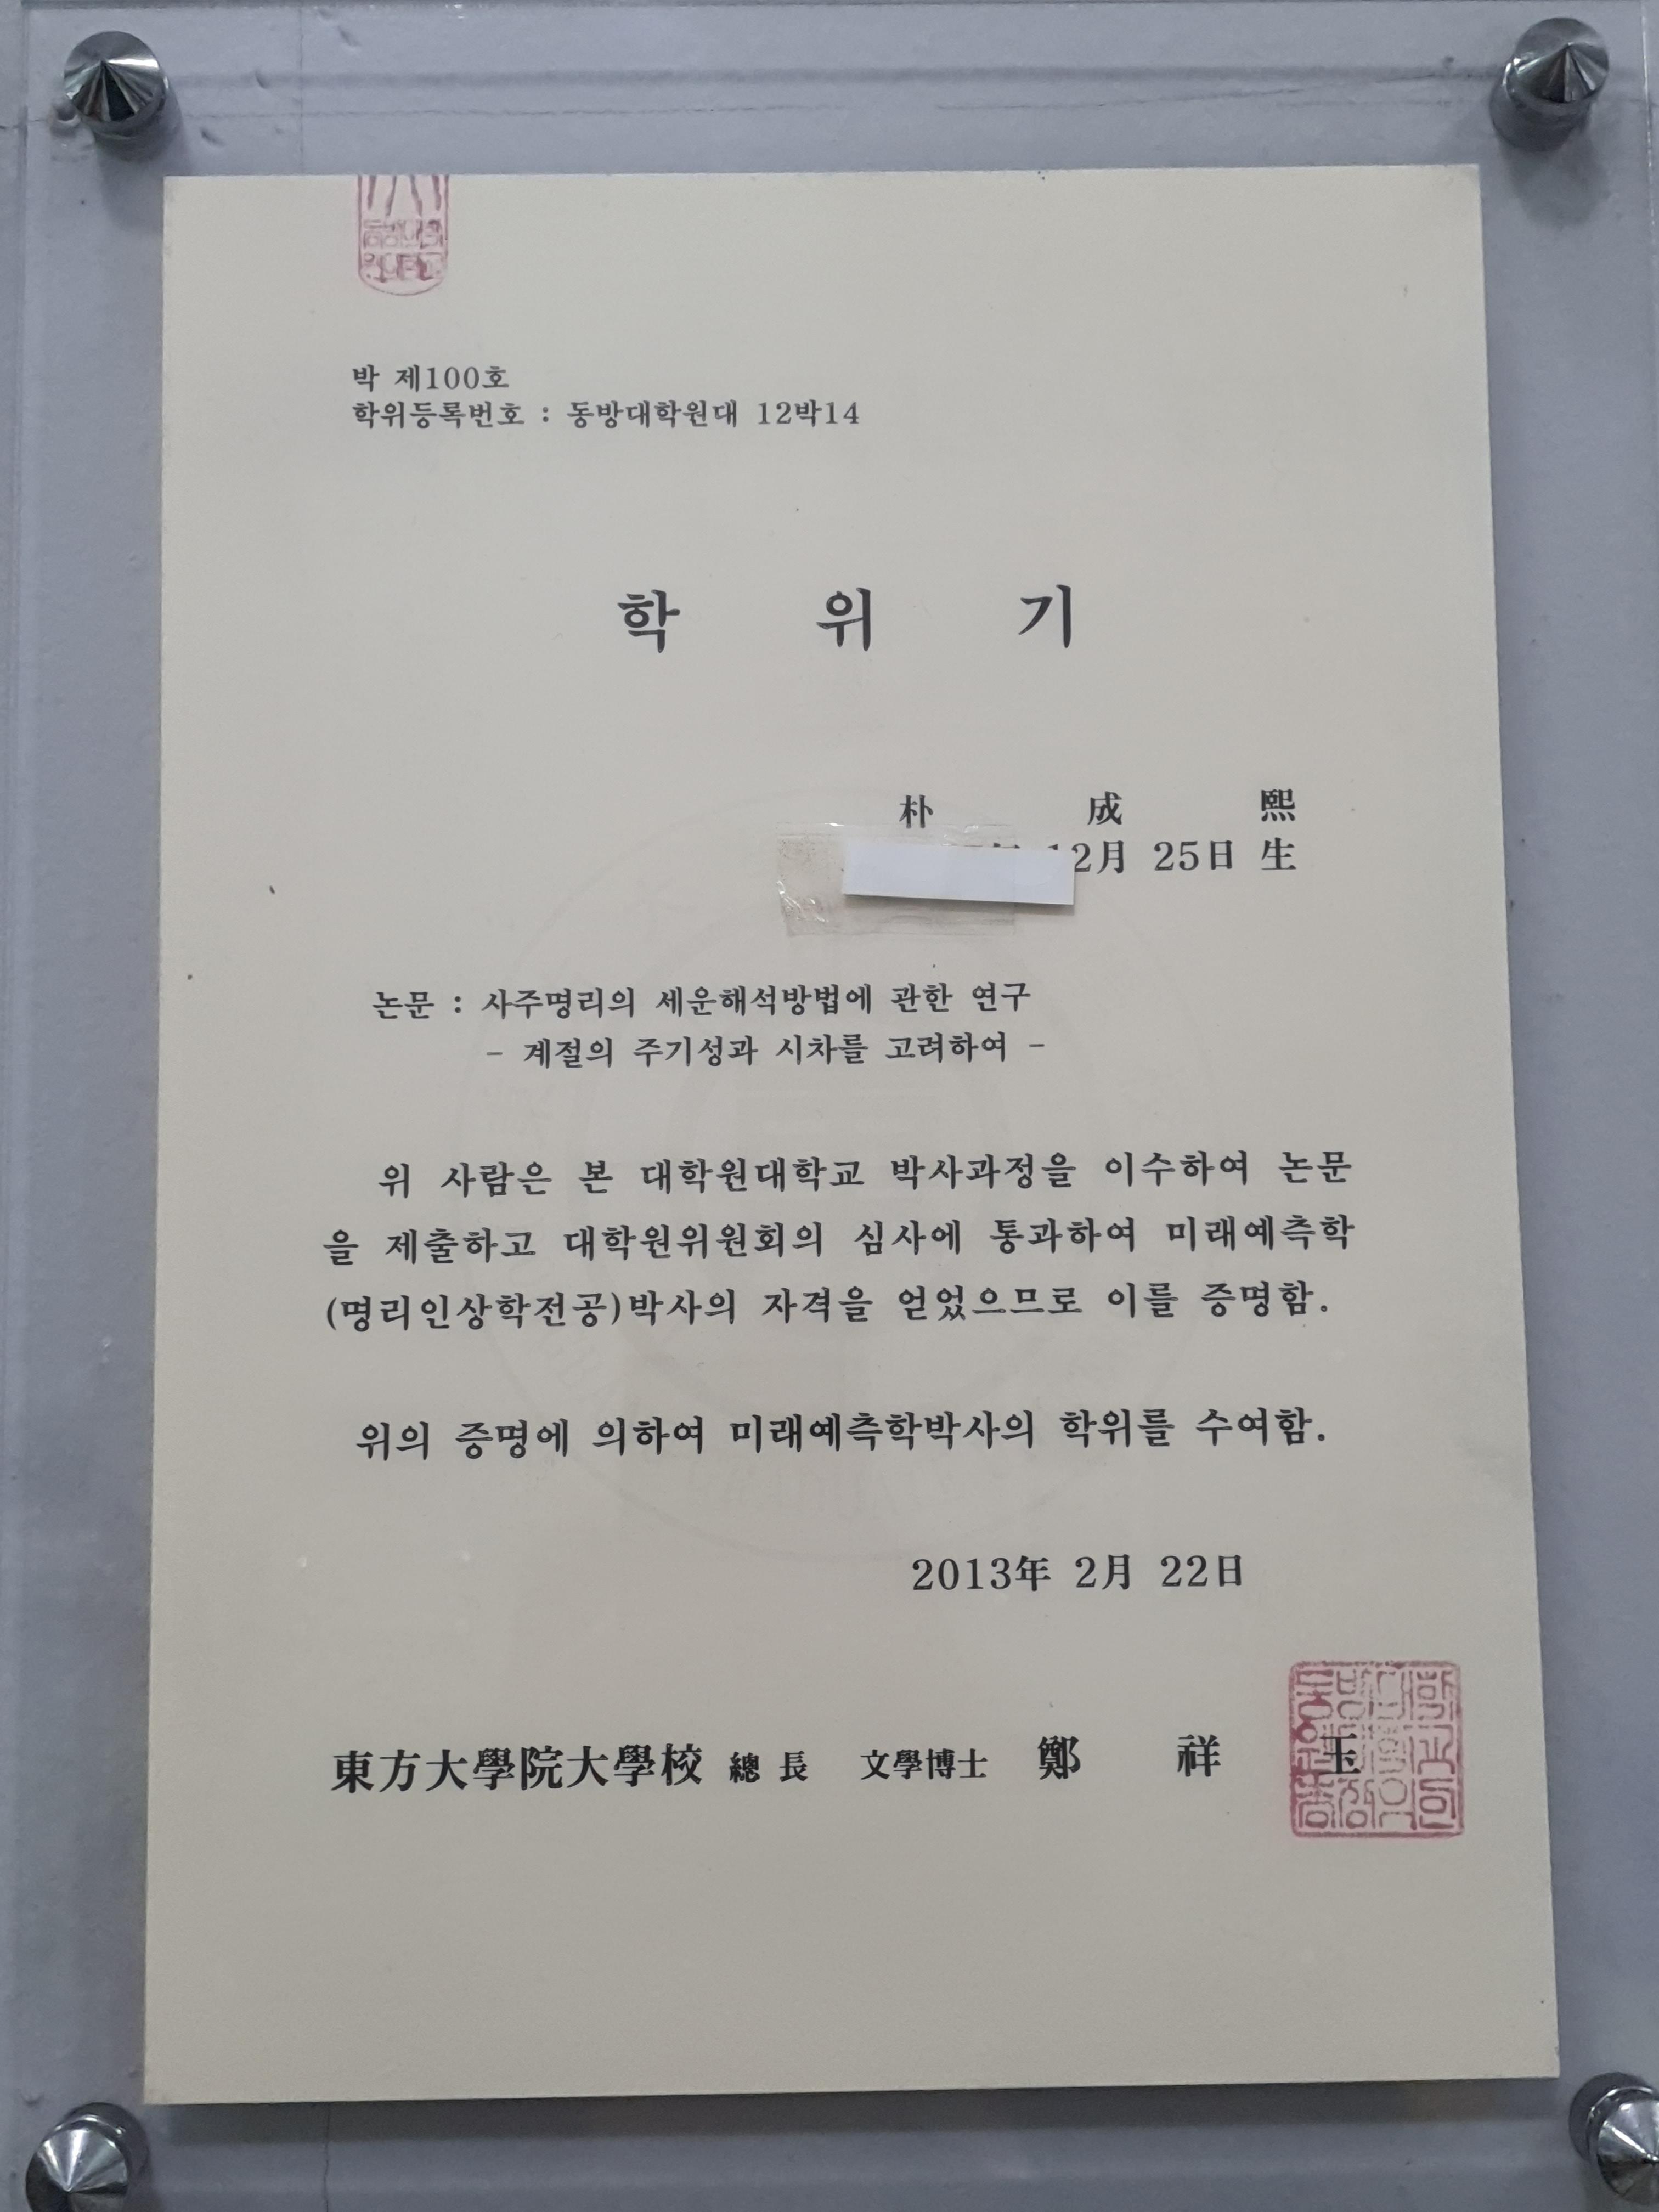 박 제100호
학위등록번호 : 동방대학원대 12박14
학 위 기
朴 成 熙
12月 25日 生
논문 : 사주명리의 세운해석방법에 관한 연구
- 계절의 주기성과 시차를 고려하여 -
위 사람은 본 대학원대학교 박사과정을 이수하여 논문
을 제출하고 대학원위원회의 심사에 통과하여 미래예측학
(명리인상학전공)박사의 자격을 얻었으므로 이를 증명함.
위의 증명에 의하여 미래예측학박사의 학위를 수여함.
2013年 2月 22日
東方大學院大學校 總長 文學博士 鄭 祥 玉